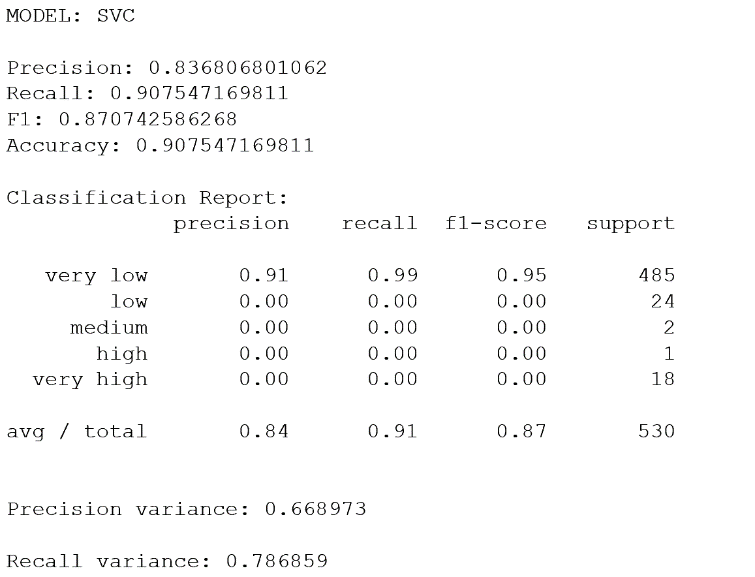 MODEL: SVC
Precision: 0.836806801062
Recall: 0.907547169811
F1: 0.870742586268
Accuracy: 0.907547169811
Classification Report:
precision recall f1-score support
very low 0.91 0.99 0.95 485
low 0.00 0.00 0.00 24
medium 0.00 0.00 0.00 2
high 0.00 0.00 0.00 1
very high 0.00 0.00 0.00 18
avg / total 0.84 0.91 0.87 530
Precision variance: 0.668973
Recall variance: 0.786859